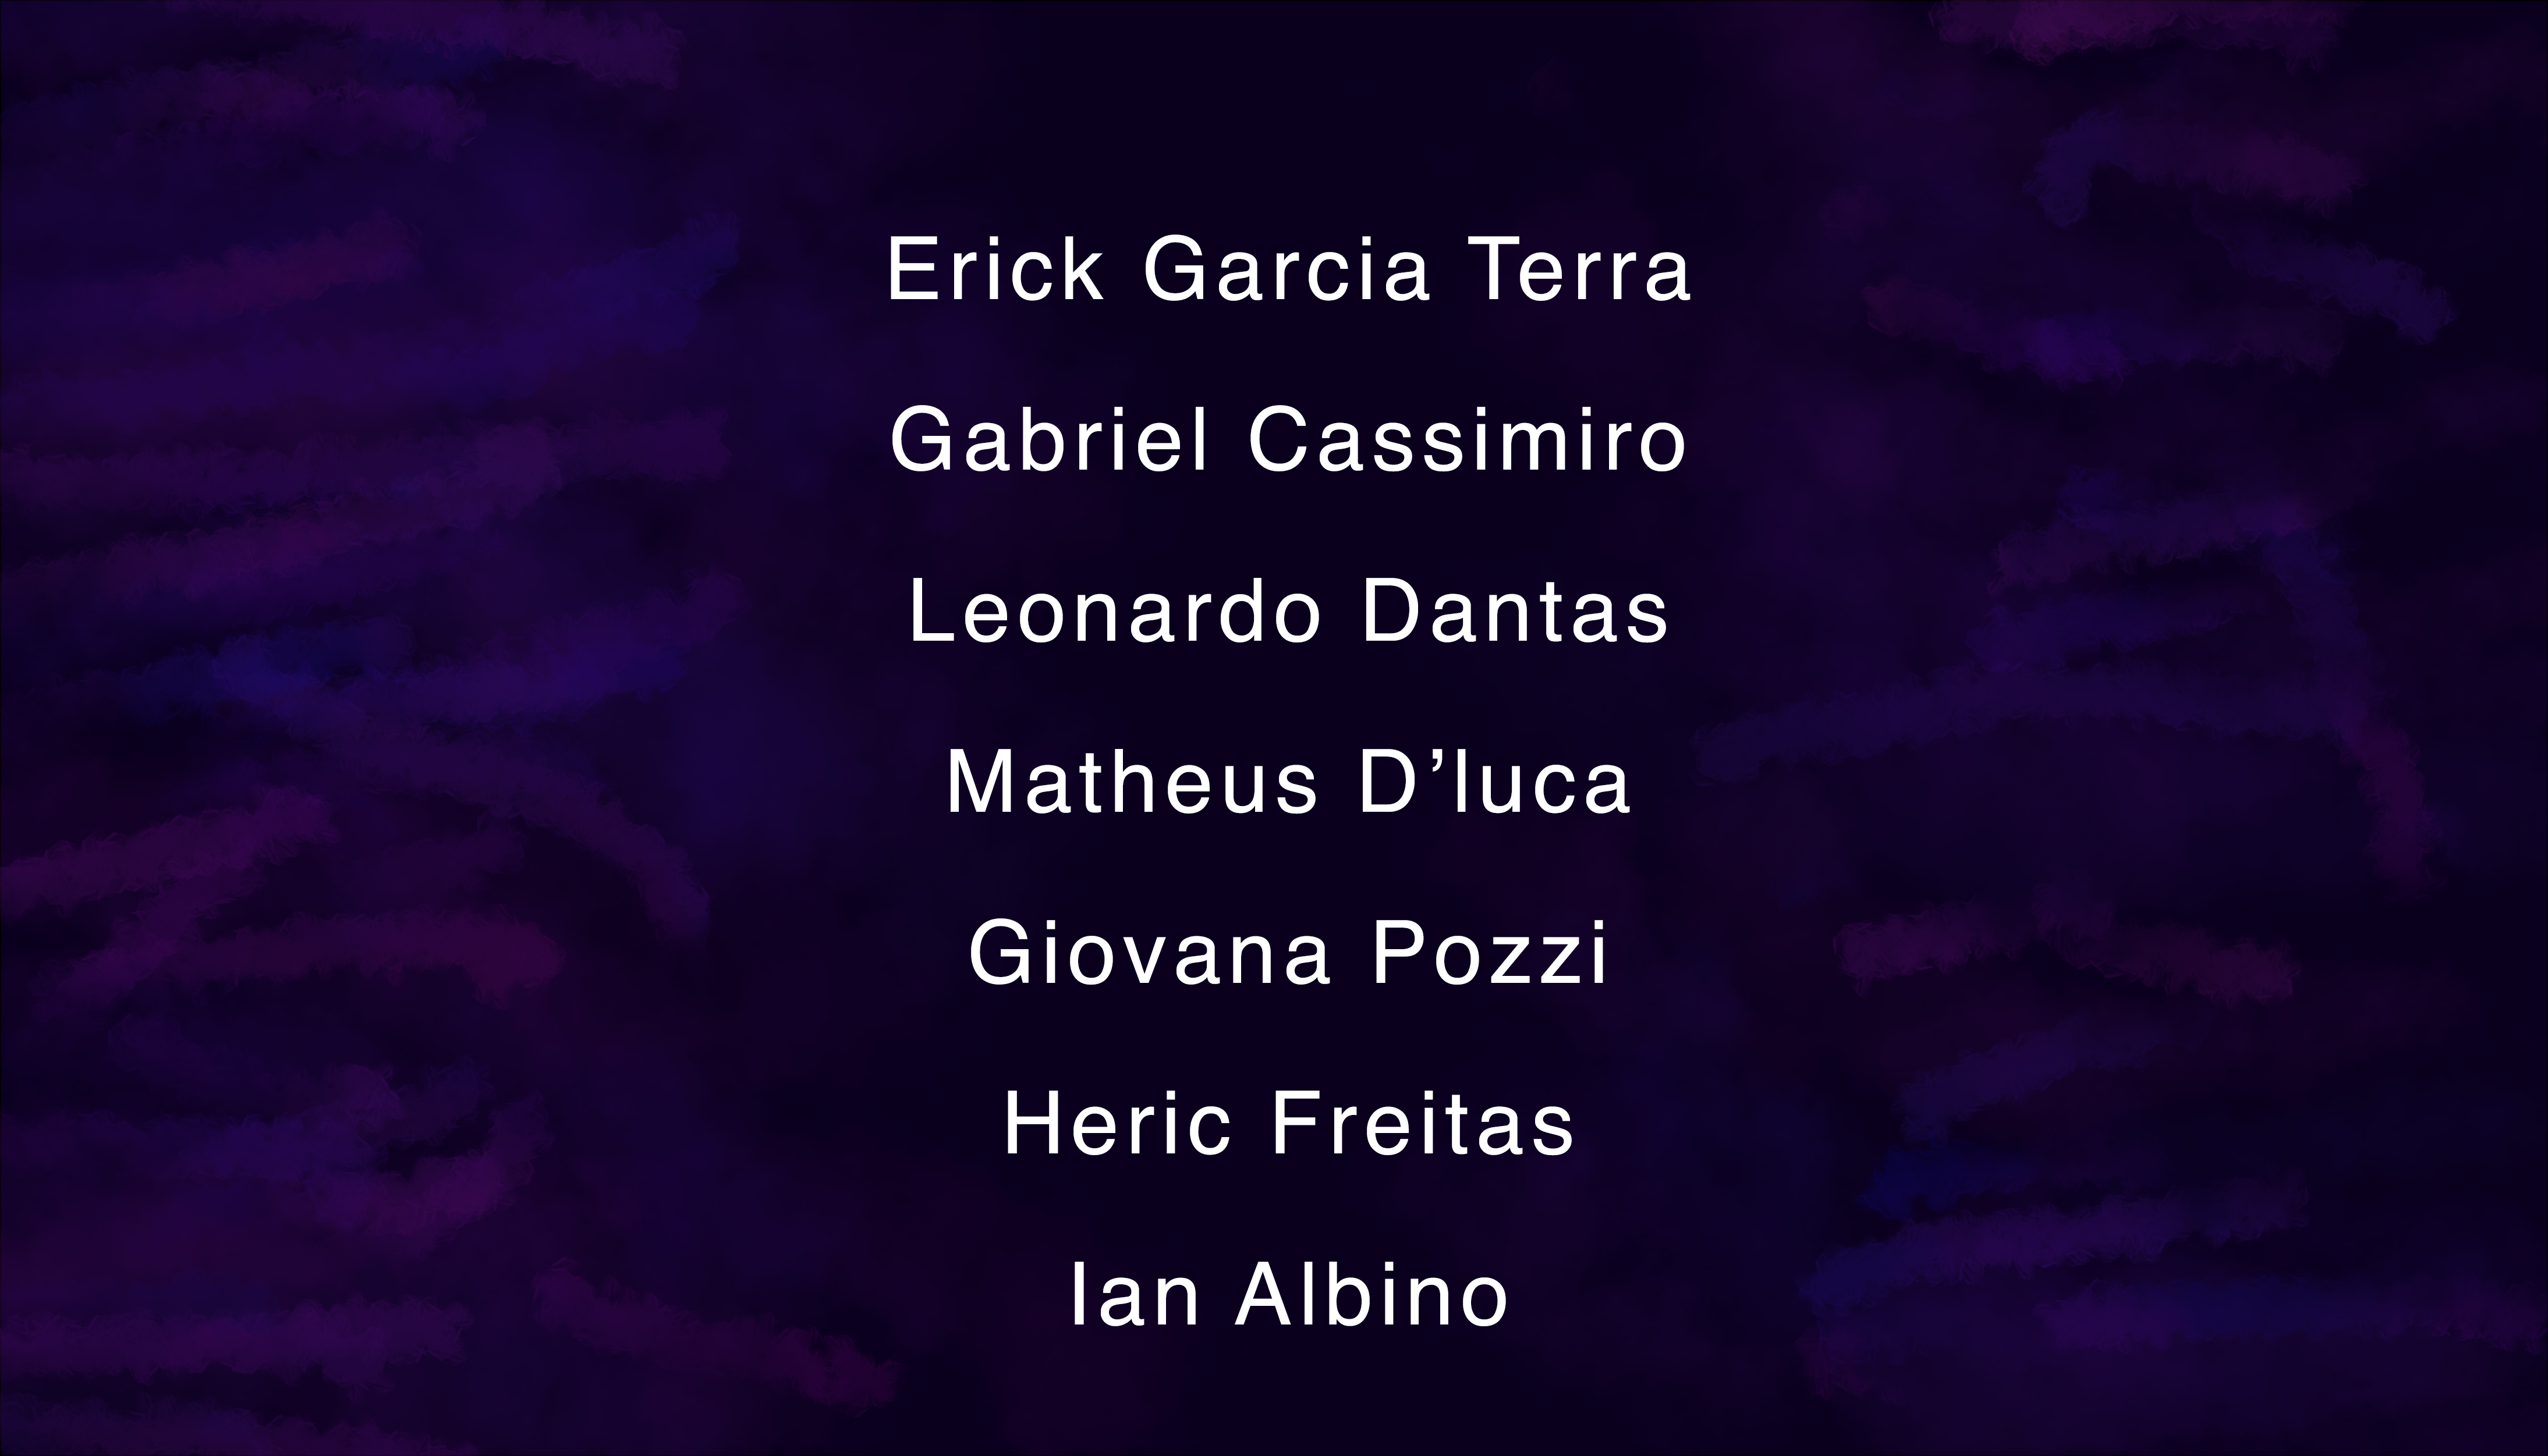 Erick Garcia Terra
Gabriel Cassimiro
Leonardo Dantas
Matheus D’luca
Giovana Pozzi
Heric Freitas
Ian Albino